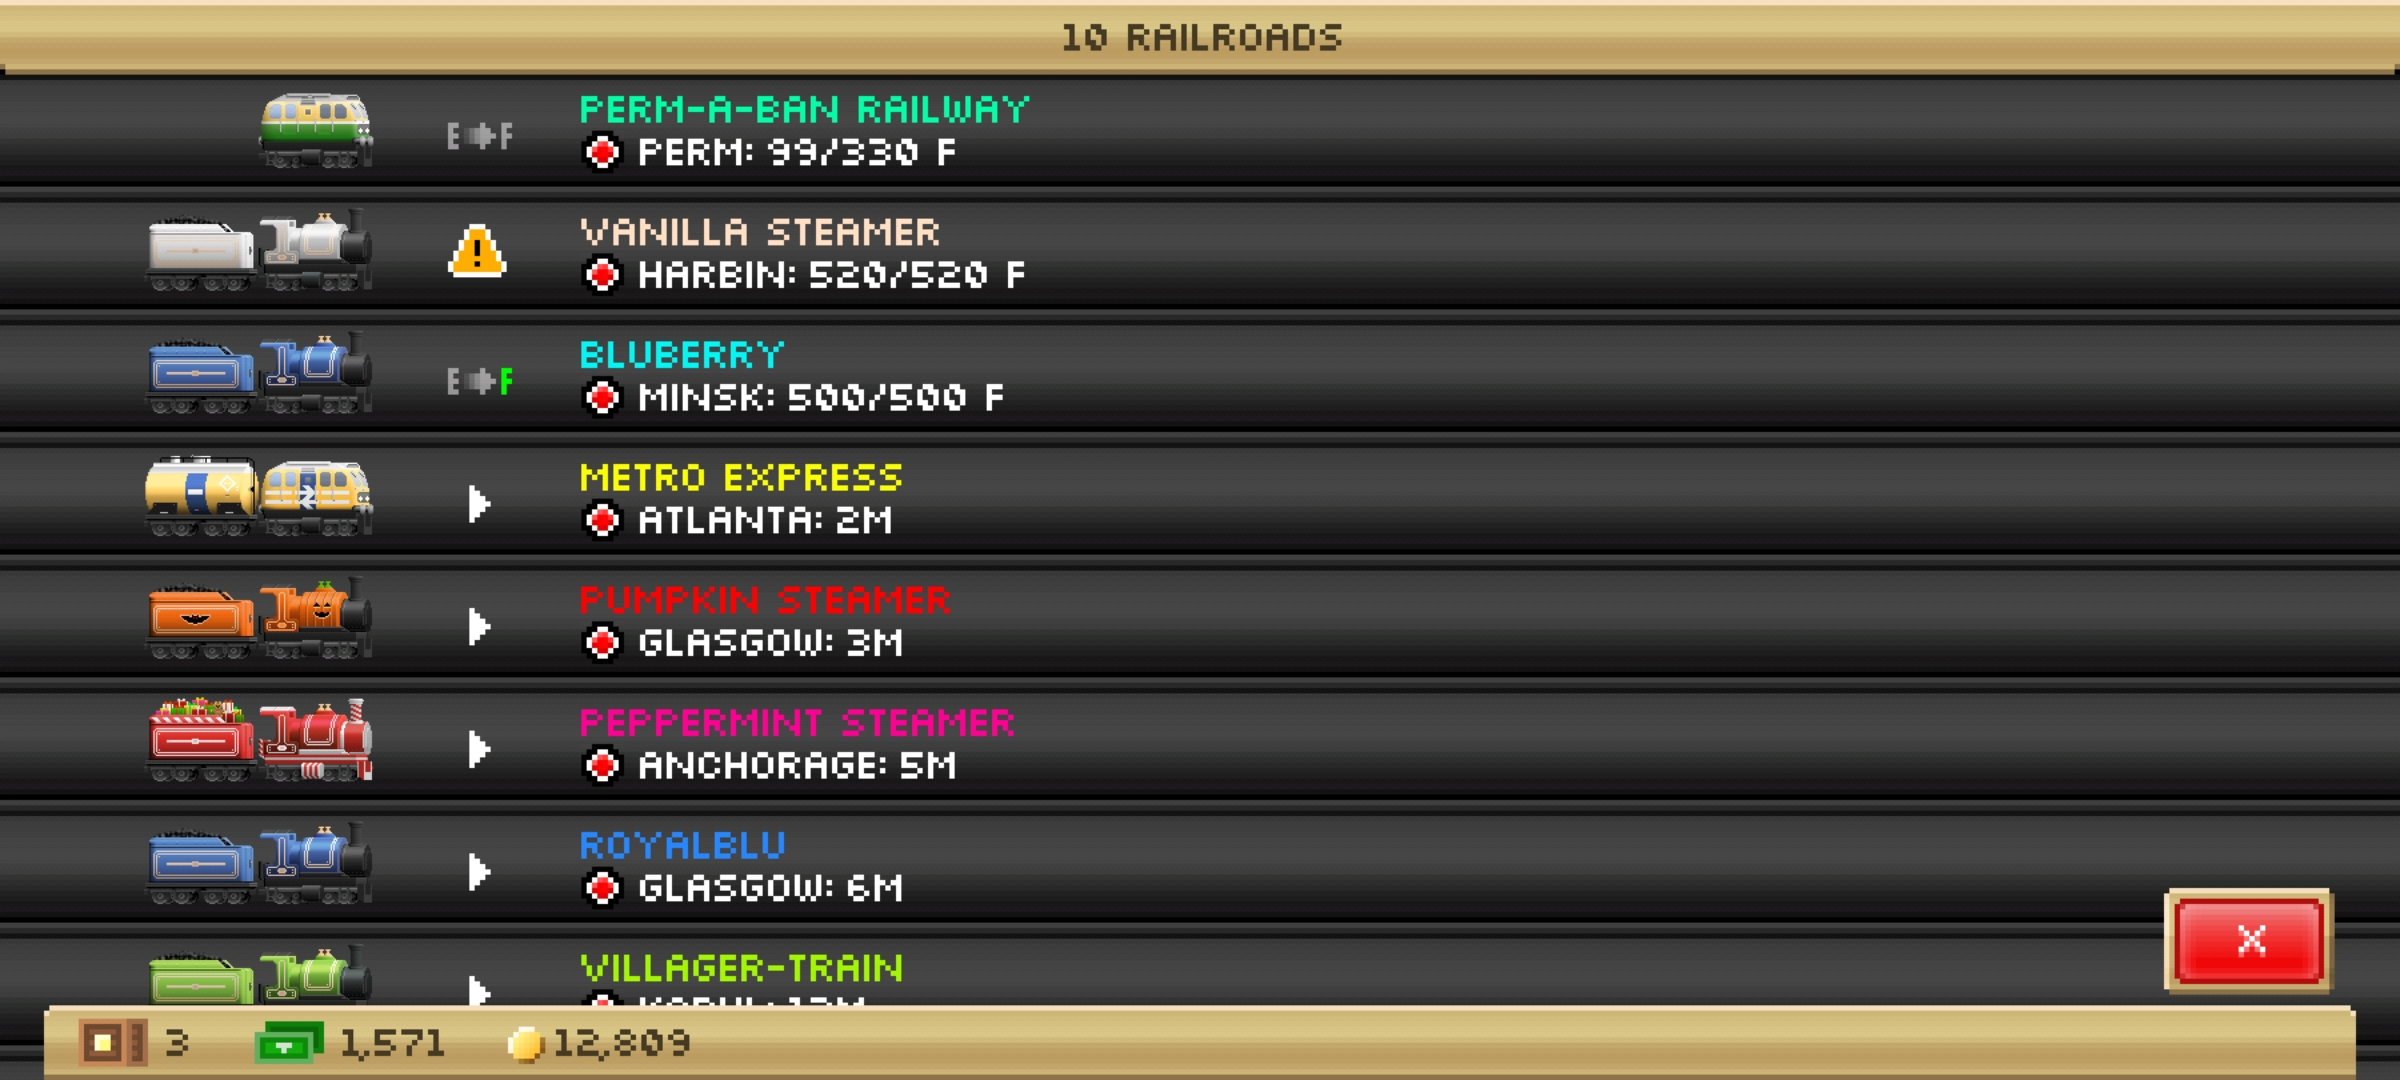 10 RAILROADS
PERM-A-BAN RAILWAY
E F
PERM: 99/330 F
VANILLA STEAMER
!
HARBIN: 520/520 F
BLUBERRY
E F
MINSK: 500/500 F
METRO EXPRESS
ATLANTA: 2M
PUMPKIN STEAMER
GLASGOW: 3M
PEPPERMINT STEAMER
ANCHORAGE: 5M
ROYALBLU
GLASGOW: 6M
X
VILLAGER-TRAIN
3 1,571 12,809